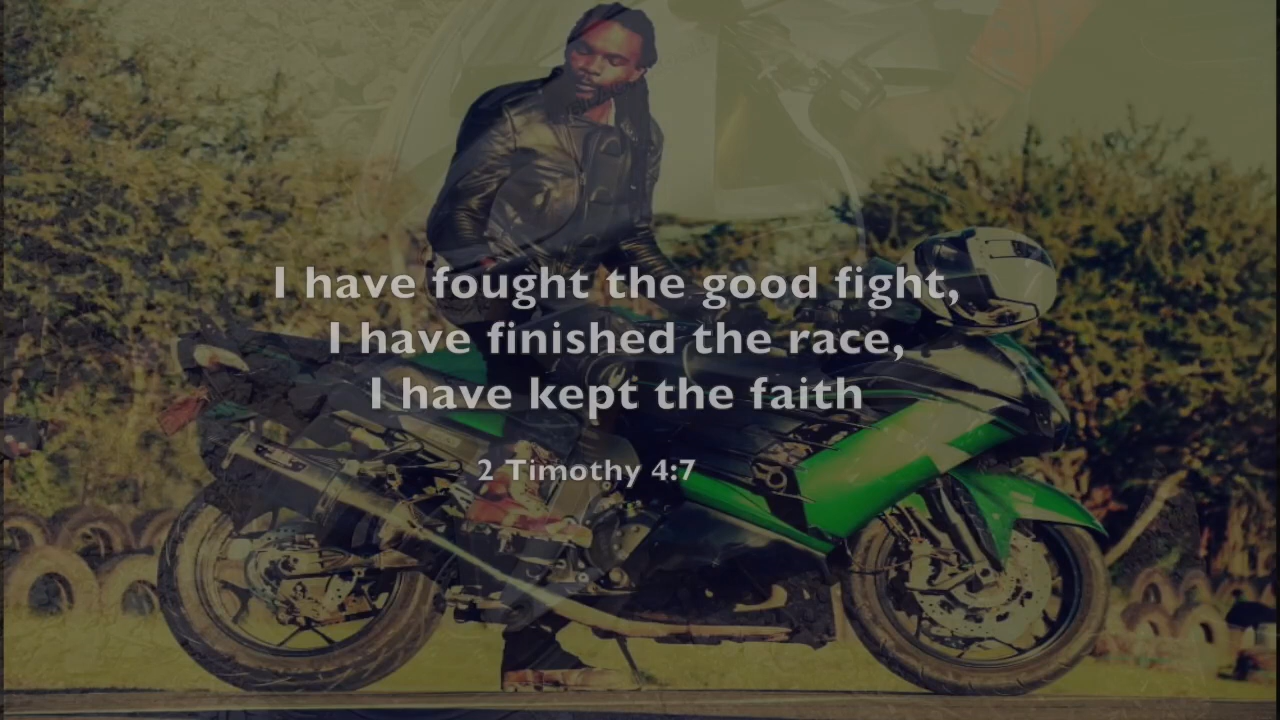 I have fought the good fight,
I have finished the race,
I have kept the faith
2 Timothy 4:7